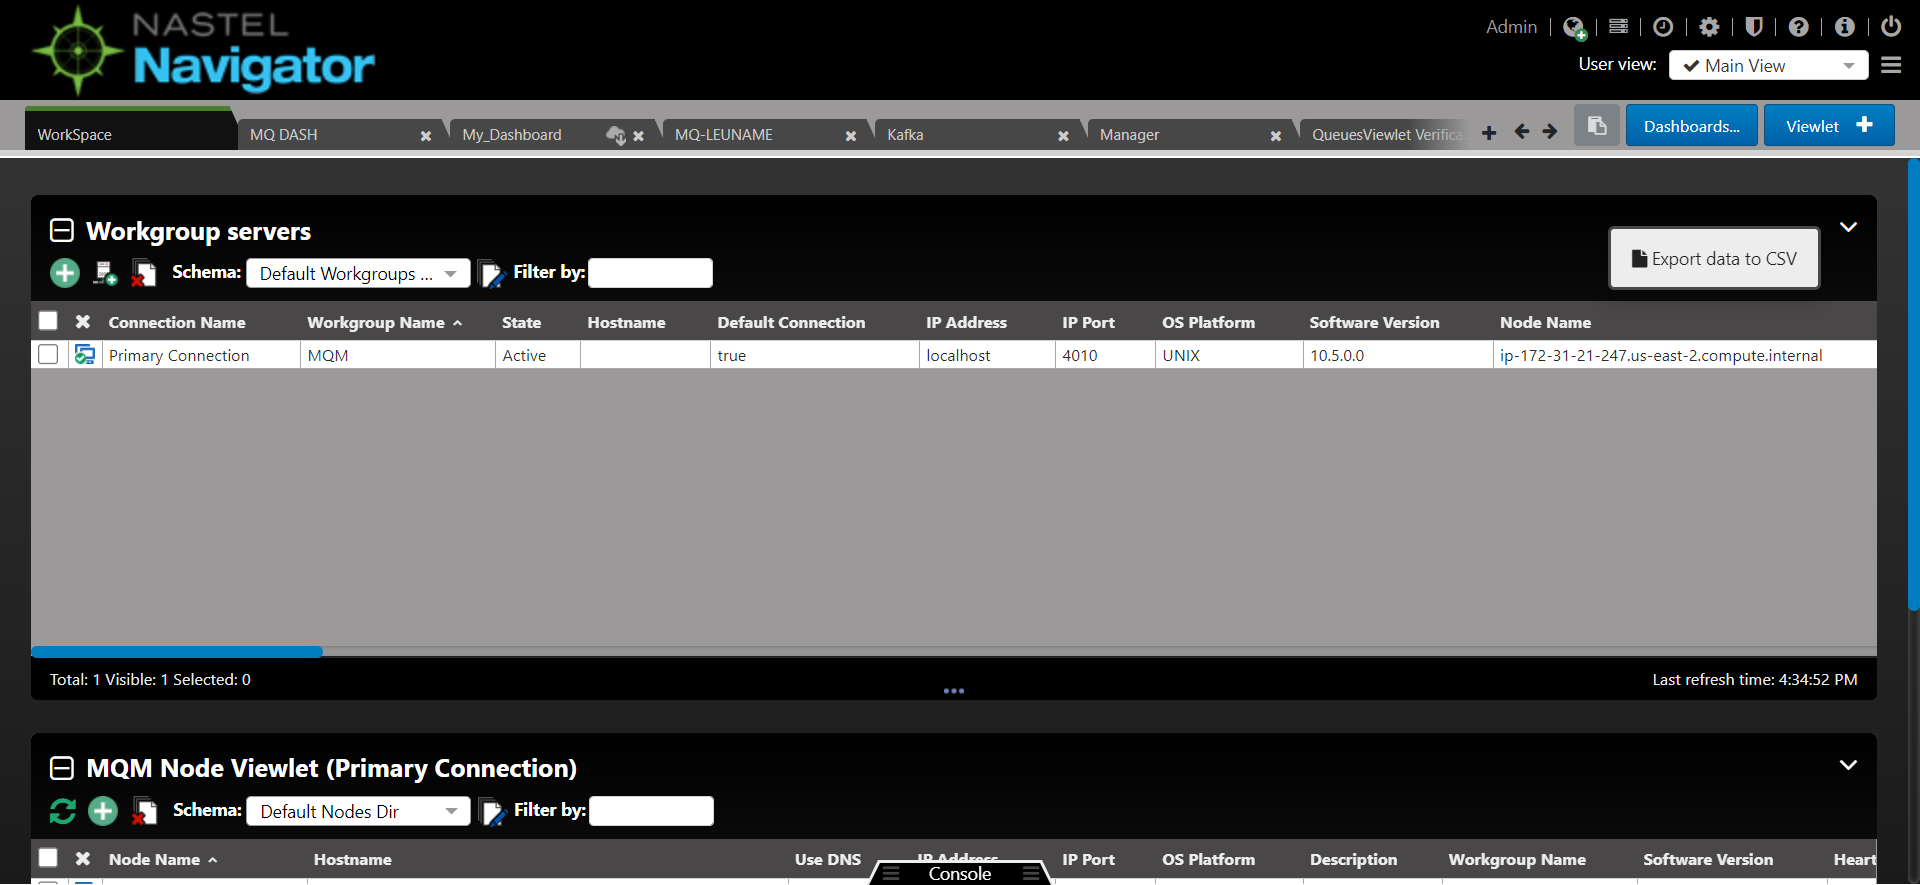 NASTEL
Navigator
Admin
User view: Main View
WorkSpace
MQ DASH
My_Dashboard
MQ-LEUNAME
Kafka
Manager
QueuesViewlet Verifica
Dashboards...
Viewlet
Workgroup servers
Schema: Default Workgroups ... Filter by:
Export data to CSV
Connection Name Workgroup Name State Hostname Default Connection IP Address IP Port OS Platform Software Version Node Name
Primary Connection MQM Active true localhost 4010 UNIX 10.5.0.0 ip-172-31-21-247.us-east-2.compute.internal
Total: 1 Visible: 1 Selected: 0
Last refresh time: 4:34:52 PM
MQM Node Viewlet (Primary Connection)
Schema: Default Nodes Dir Filter by:
Node Name Hostname Use DNS IP Address IP Port OS Platform Description Workgroup Name Software Version Heart
Console